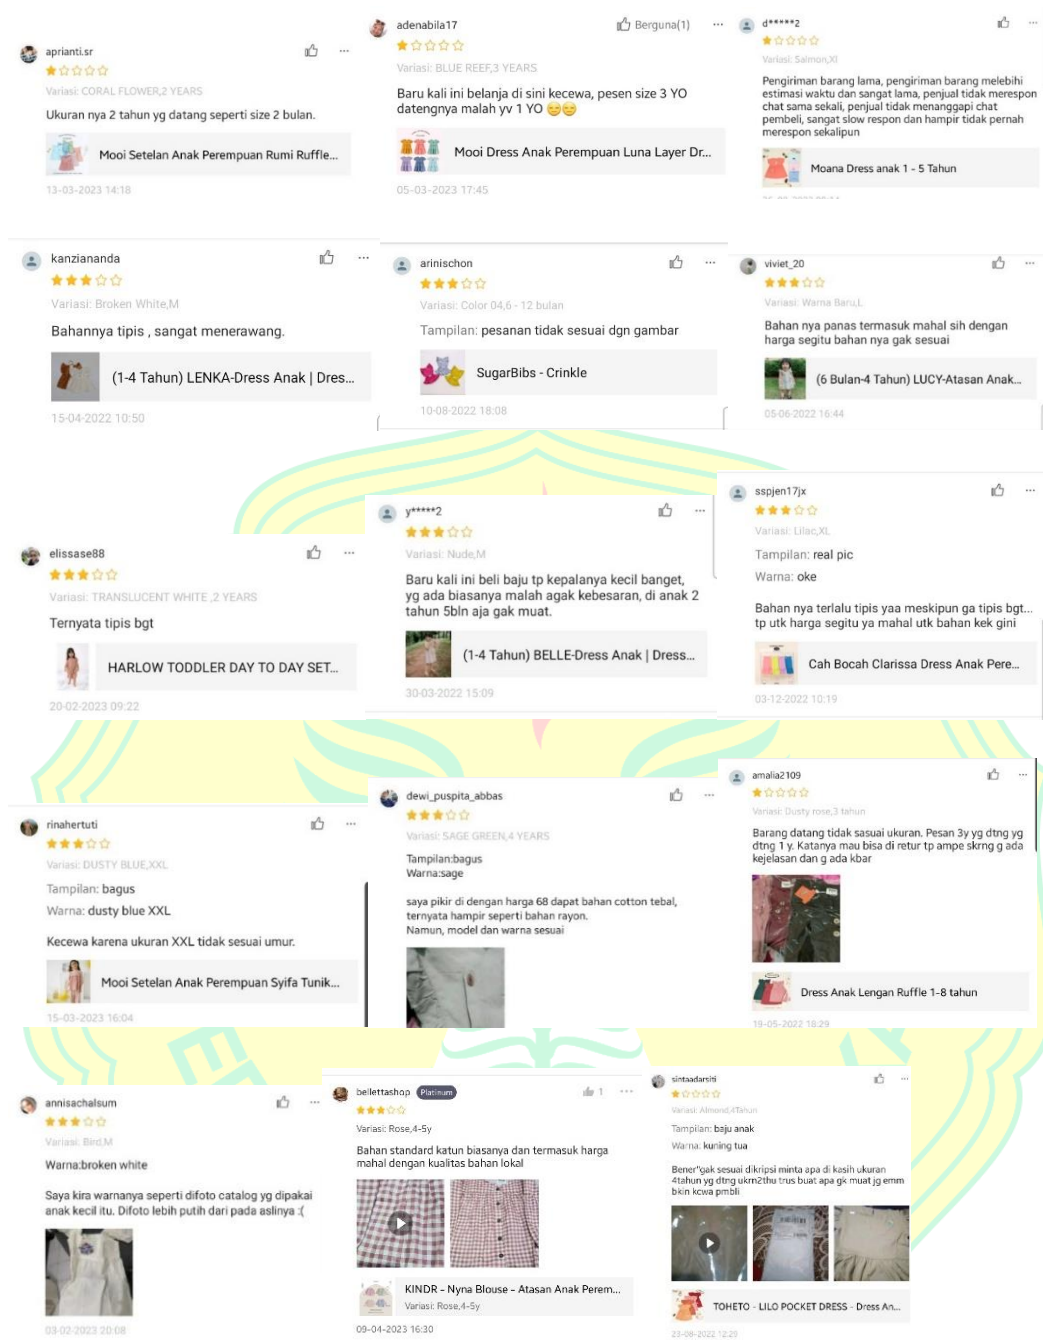 aprianti.sr
Variasi: CORAL FLOWER,2 YEARS
Ukuran nya 2 tahun yg datang seperti size 2 bulan.
Mooi Setelan Anak Perempuan Rumi Ruffle...
13-03-2023 14:18
adenabila17
Berguna(1)
Variasi: BLUE REEF,3 YEARS
Baru kali ini belanja di sini kecewa, pesen size 3 YO
datengnya malah yv 1 YO 😑😑
Mooi Dress Anak Perempuan Luna Layer Dr...
05-03-2023 17:45
d*****2
Variasi: Salmon,Xl
Pengiriman barang lama, pengiriman barang melebihi
estimasi waktu dan sangat lama, penjual tidak merespon
chat sama sekali, penjual tidak menanggapi chat
pembeli, sangat slow respon dan hampir tidak pernah
merespon sekalipun
Moana Dress anak 1 - 5 Tahun
kanziananda
Variasi: Broken White,M
Bahannya tipis , sangat menerawang.
(1-4 Tahun) LENKA-Dress Anak | Dres...
15-04-2022 10:50
arinischon
Variasi: Color 04,6 - 12 bulan
Tampilan: pesanan tidak sesuai dgn gambar
SugarBibs - Crinkle
10-08-2022 18:08
viviet_20
Variasi: Warna Baru,L
Bahan nya panas termasuk mahal sih dengan
harga segitu bahan nya gak sesuai
(6 Bulan-4 Tahun) LUCY-Atasan Anak...
05-06-2022 16:44
elissase88
Variasi: TRANSLUCENT WHITE ,2 YEARS
Ternyata tipis bgt
HARLOW TODDLER DAY TO DAY SET...
20-02-2023 09:22
y*****2
Variasi: Nude,M
Baru kali ini beli baju tp kepalanya kecil banget,
yg ada biasanya malah agak kebesaran, di anak 2
tahun 5bln aja gak muat.
(1-4 Tahun) BELLE-Dress Anak | Dress...
30-03-2022 15:09
sspjen17jx
Variasi: Lilac,XL
Tampilan: real pic
Warna: oke
Bahan nya terlalu tipis yaa meskipun ga tipis bgt...
tp utk harga segitu ya mahal utk bahan kek gini
Cah Bocah Clarissa Dress Anak Pere...
03-12-2022 10:19
rinahertuti
Variasi: DUSTY BLUE,XXL
Tampilan: bagus
Warna: dusty blue XXL
Kecewa karena ukuran XXL tidak sesuai umur.
Mooi Setelan Anak Perempuan Syifa Tunik...
15-03-2023 16:04
dewi_puspita_abbas
Variasi: SAGE GREEN,4 YEARS
Tampilan:bagus
Warna:sage
saya pikir di dengan harga 68 dapat bahan cotton tebal,
ternyata hampir seperti bahan rayon.
Namun, model dan warna sesuai
amalia2109
Variasi: Dusty rose,3 tahun
Barang datang tidak sasuai ukuran. Pesan 3y yg dtng yg
dtng 1 y. Katanya mau bisa di retur tp ampe skrng g ada
kejelasan dan g ada kbar
Dress Anak Lengan Ruffle 1-8 tahun
19-05-2022 18:29
annisachalsum
Variasi: Bird,M
Warna:broken white
Saya kira warnanya seperti difoto catalog yg dipakai
anak kecil itu. Difoto lebih putih dari pada aslinya :(
03-02-2023 20:08
bellettashop Platinum
1
Variasi: Rose,4-5y
Bahan standard katun biasanya dan termasuk harga
mahal dengan kualitas bahan lokal
KINDR - Nyna Blouse - Atasan Anak Perem...
Variasi: Rose,4-5y
09-04-2023 16:30
sintaadarsiti
Variasi: Almond,4Tahun
Tampilan: baju anak
Warna: kuning tua
Bener"gak sesuai dikripsi minta apa di kasih ukuran
4tahun yg dtng ukrn2thu trus buat apa gk muat jg emm
bkin kcwa pmbli
TOHETO - LILO POCKET DRESS - Dress An...
23-08-2022 12:29